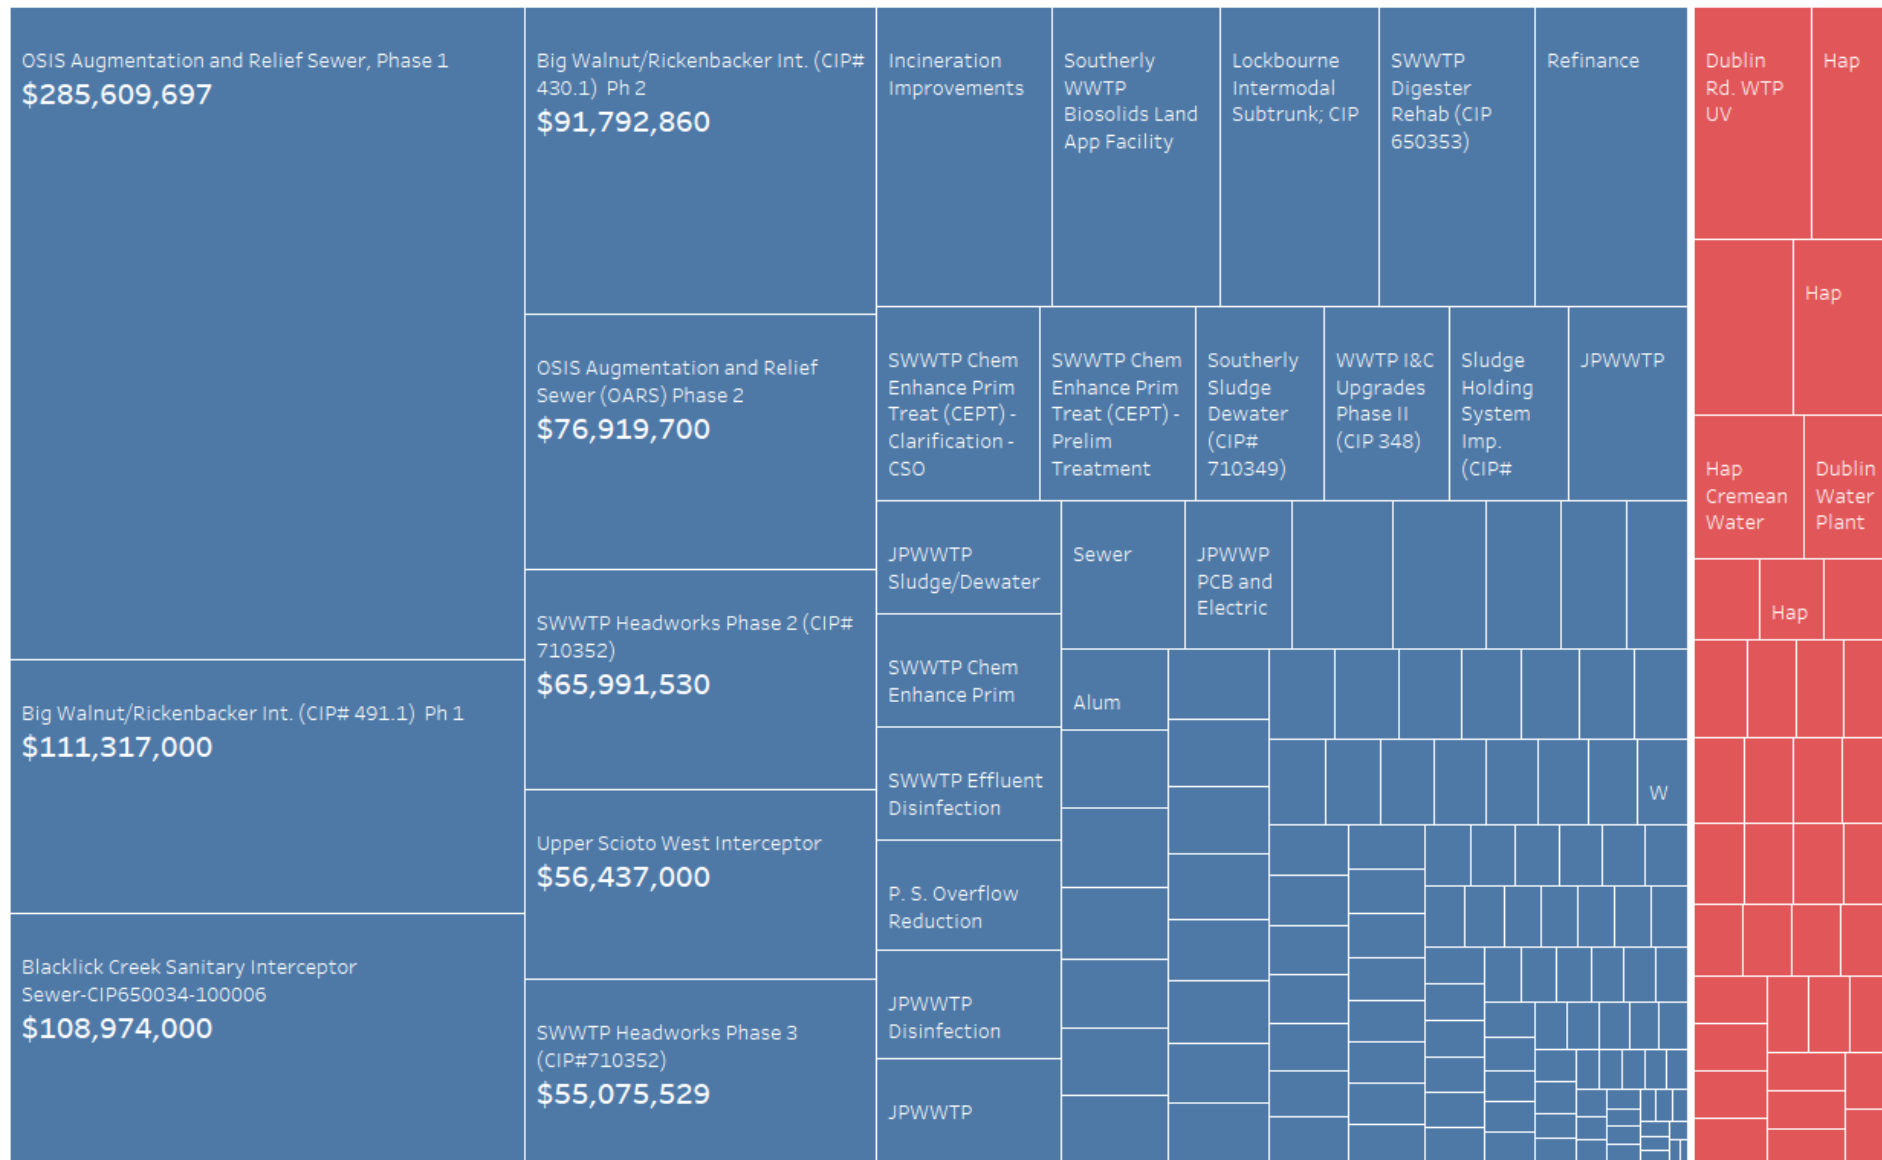 OSIS Augmentation and Relief Sewer, Phase 1
$285,609,697
Big Walnut/Rickenbacker Int. (CIP# 491.1)  Ph 1
$111,317,000
Blacklick Creek Sanitary Interceptor
Sewer-CIP650034-100006
$108,974,000
Big Walnut/Rickenbacker Int. (CIP#
430.1)  Ph 2
$91,792,860
OSIS Augmentation and Relief
Sewer (OARS) Phase 2
$76,919,700
SWWTP Headworks Phase 2 (CIP#
710352)
$65,991,530
Upper Scioto West Interceptor
$56,437,000
SWWTP Headworks Phase 3
(CIP#710352)
$55,075,529
Incineration
Improvements
Southerly
WWTP
Biosolids Land
App Facility
Lockbourne
Intermodal
Subtrunk; CIP
SWWTP
Digester
Rehab (CIP
650353)
Refinance
SWWTP Chem
Enhance Prim
Treat (CEPT) -
Clarification -
CSO
SWWTP Chem
Enhance Prim
Treat (CEPT) -
Prelim
Treatment
Southerly
Sludge
Dewater
(CIP#
710349)
WWTP I&C
Upgrades
Phase II
(CIP 348)
Sludge
Holding
System
Imp.
(CIP#
JPWWTP
JPWWTP
Sludge/Dewater
SWWTP Chem
Enhance Prim
SWWTP Effluent
Disinfection
P. S. Overflow
Reduction
JPWWTP
Disinfection
JPWWTP
Sewer
JPWWP
PCB and
Electric
Alum
W
Dublin
Rd. WTP
UV
Hap
Hap
Hap
Cremean
Water
Dublin
Water
Plant
Hap